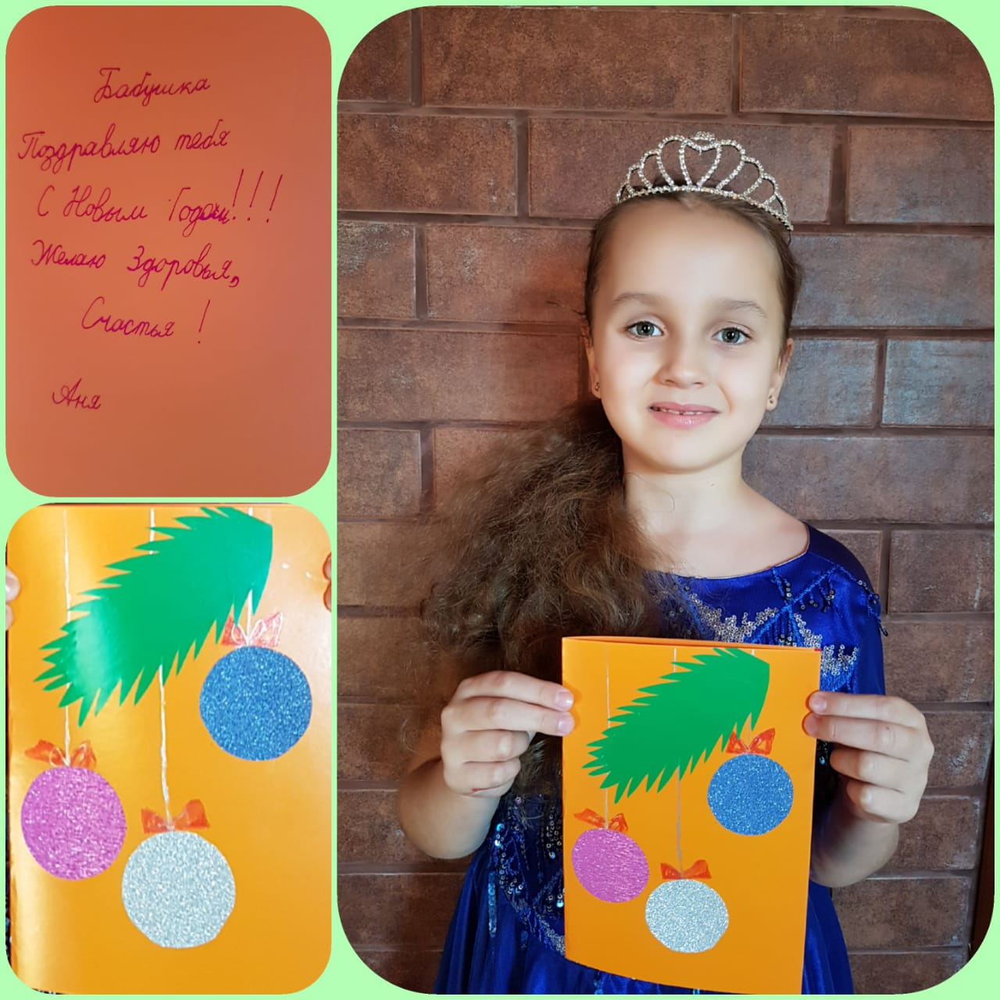 Бабушка
Поздравляю тебя
С Новым Годом!!!
Желаю Здоровья,
Счастья!
Аня